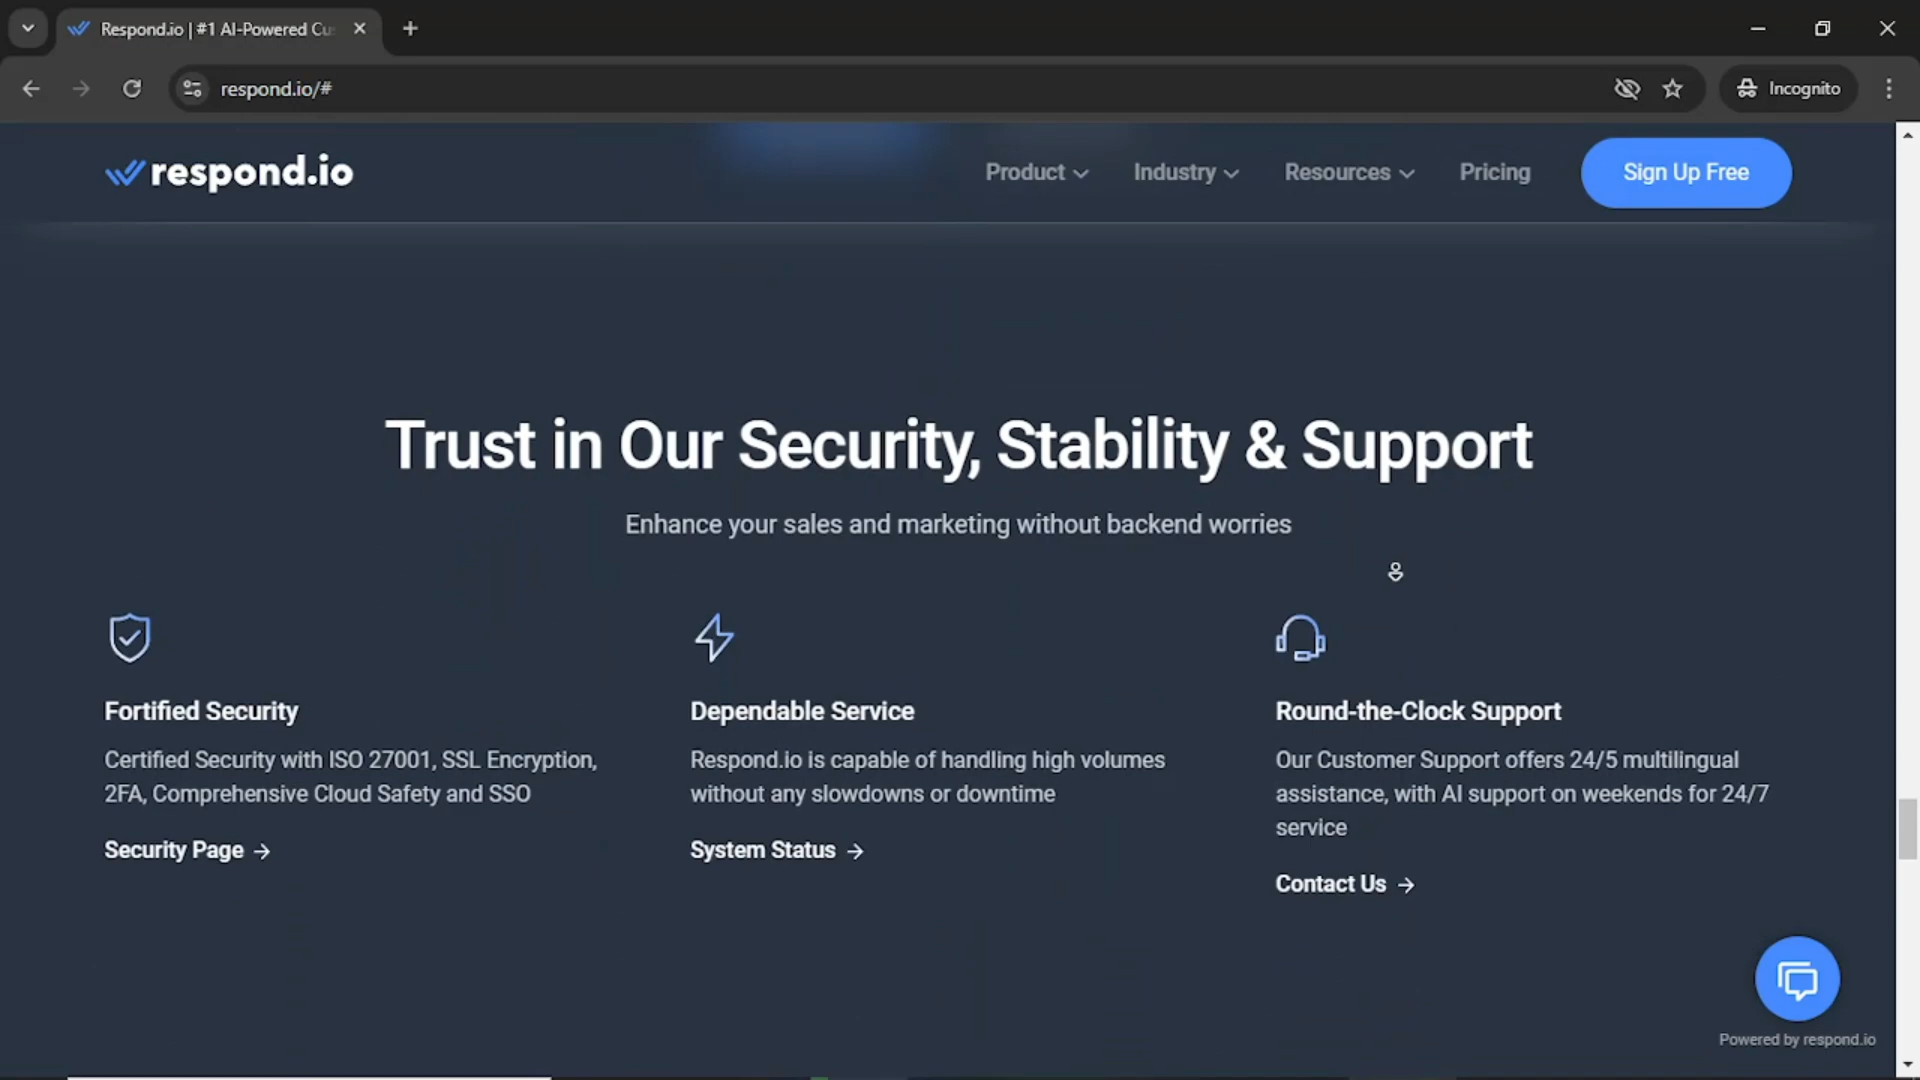 Respond.io | #1 AI-Powered Cu
respond.io/#
Incognito
respond.io
Product
Industry
Resources
Pricing
Sign Up Free
Trust in Our Security, Stability & Support
Enhance your sales and marketing without backend worries
Fortified Security
Certified Security with ISO 27001, SSL Encryption,
2FA, Comprehensive Cloud Safety and SSO
Security Page →
Dependable Service
Respond.io is capable of handling high volumes
without any slowdowns or downtime
System Status →
Round-the-Clock Support
Our Customer Support offers 24/5 multilingual
assistance, with AI support on weekends for 24/7
service
Contact Us →
Powered by respond.io